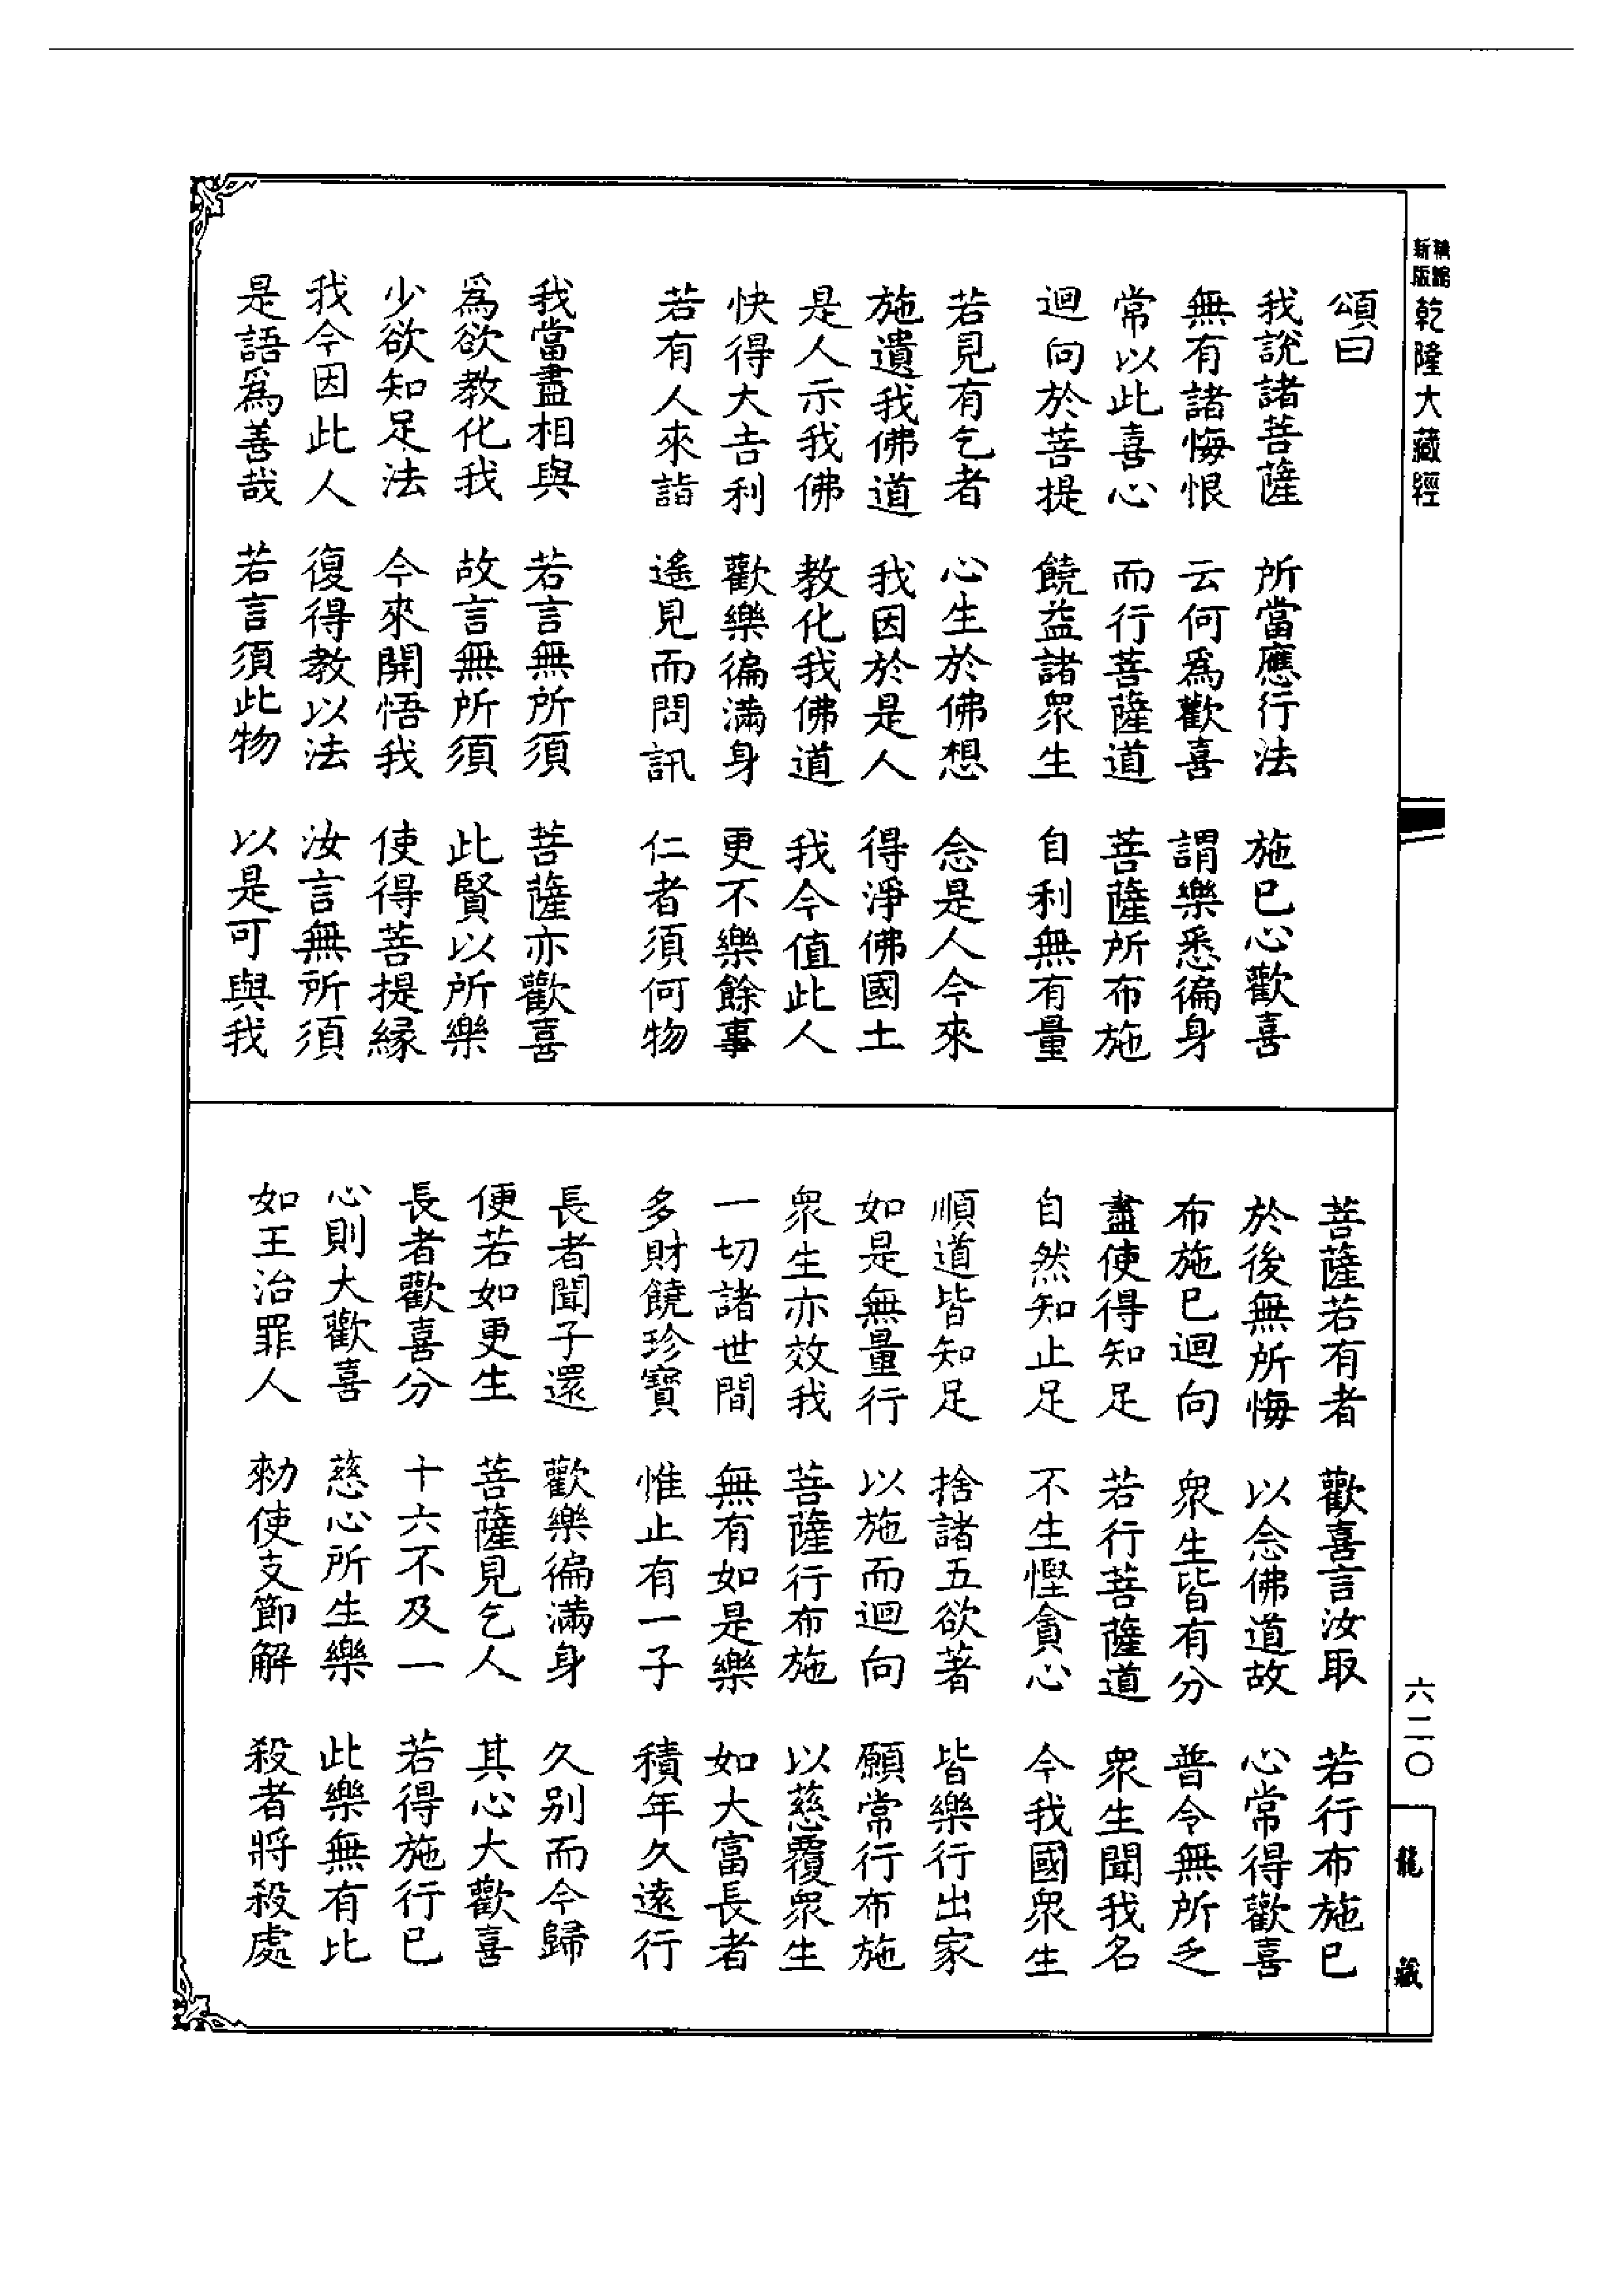 新版
乾隆大藏經
頌曰
我說諸菩薩　所當應行法　施已心歡喜
無有諸悔恨　云何爲歡喜　謂樂悉徧身
常以此喜心　而行菩薩道　菩薩所布施
迴向於菩提　饒益諸衆生　自利無有量
若見有乞者　心生於佛想　念是人今來
施遺我佛道　我因於是人　得淨佛國土
是人示我佛　教化我佛道　我今值此人
快得大吉利　歡樂徧滿身　更不樂餘事
若有人來詣　遙見而問訊　仁者須何物
我當盡相與　若言無所須　菩薩亦歡喜
爲欲教化我　故言無所須　此賢以所樂
少欲知足法　今來開悟我　使得菩提緣
我今因此人　復得教以法　汝言無所須
是語爲善哉　若言須此物　以是可與我
菩薩若有者　歡喜言汝取　若行布施已
於後無所悔　以念佛道故　心常得歡喜
布施已迴向　衆生皆有分　普令無所乏
盡使得知足　若行菩薩道　衆生聞我名
自然知止足　不生慳貪心　今我國衆生
順道皆知足　捨諸五欲著　皆樂行出家
如是無量行　以施而迴向　願常行布施
衆生亦效我　菩薩行布施　以慈覆衆生
一切諸世間　無有如是樂　如大富長者
多財饒珍寶　惟止有一子　積年久遠行
長者聞子還　歡樂徧滿身　久別而今歸
便若如更生　菩薩見乞人　其心大歡喜
長者歡喜分　十六不及一　若得施行已
心則大歡喜　慈心所生樂　此樂無有比
如王治罪人　勑使支節解　殺者將殺處
六二〇
龍藏